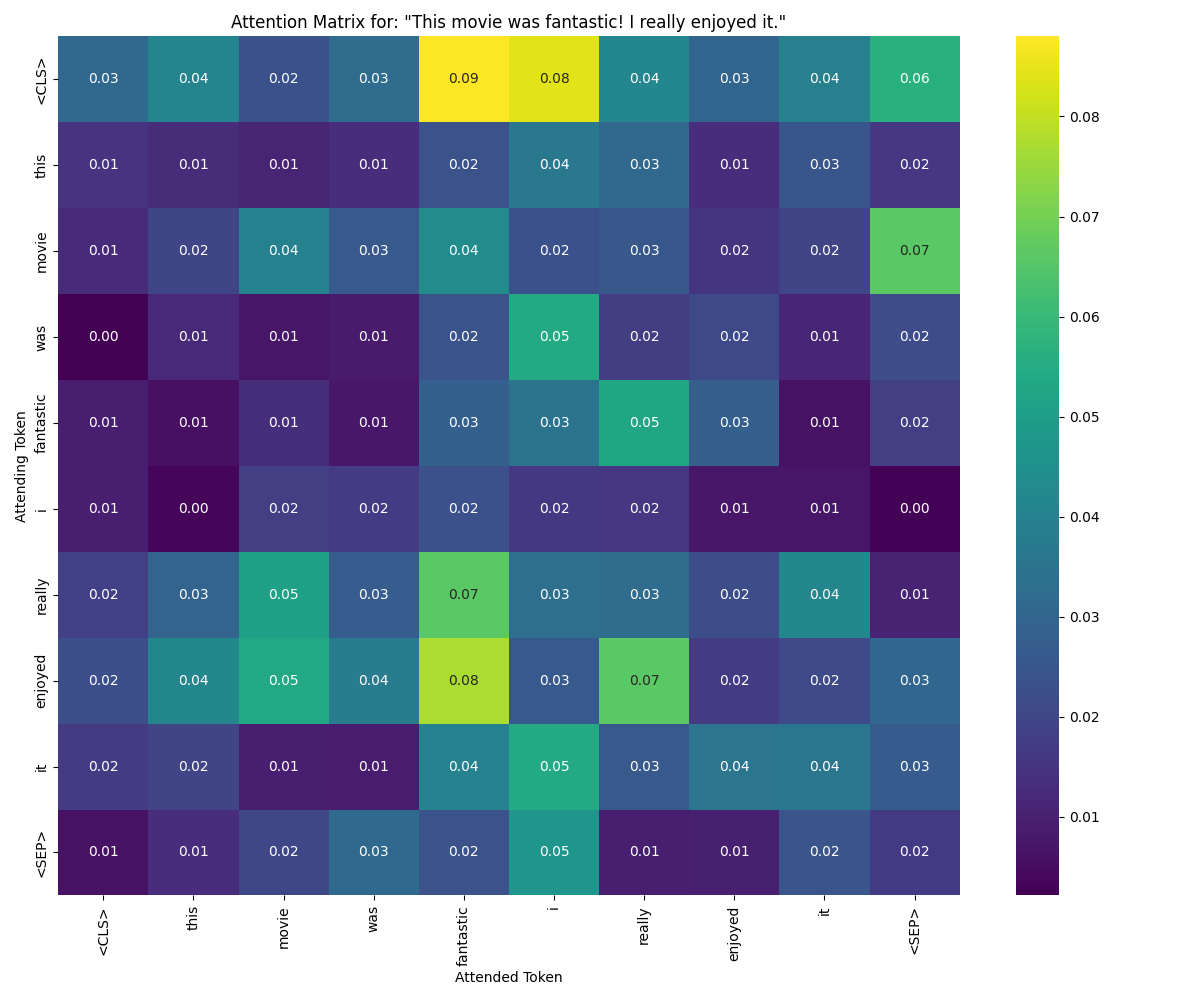 Attention Matrix for: "This movie was fantastic! I really enjoyed it."
<CLS> 0.03 0.04 0.02 0.03 0.09 0.08 0.04 0.03 0.04 0.06
this 0.01 0.01 0.01 0.01 0.02 0.04 0.03 0.01 0.03 0.02
movie 0.01 0.02 0.04 0.03 0.04 0.02 0.03 0.02 0.02 0.07
was 0.00 0.01 0.01 0.01 0.02 0.05 0.02 0.02 0.01 0.02
fantastic 0.01 0.01 0.01 0.01 0.03 0.03 0.05 0.03 0.01 0.02
i 0.01 0.00 0.02 0.02 0.02 0.02 0.02 0.01 0.01 0.00
really 0.02 0.03 0.05 0.03 0.07 0.03 0.03 0.02 0.04 0.01
enjoyed 0.02 0.04 0.05 0.04 0.08 0.03 0.07 0.02 0.02 0.03
it 0.02 0.02 0.01 0.01 0.04 0.05 0.03 0.04 0.04 0.03
<SEP> 0.01 0.01 0.02 0.03 0.02 0.05 0.01 0.01 0.02 0.02
<CLS> this movie was fantastic i really enjoyed it <SEP>
Attending Token
Attended Token
0.08
0.07
0.06
0.05
0.04
0.03
0.02
0.01